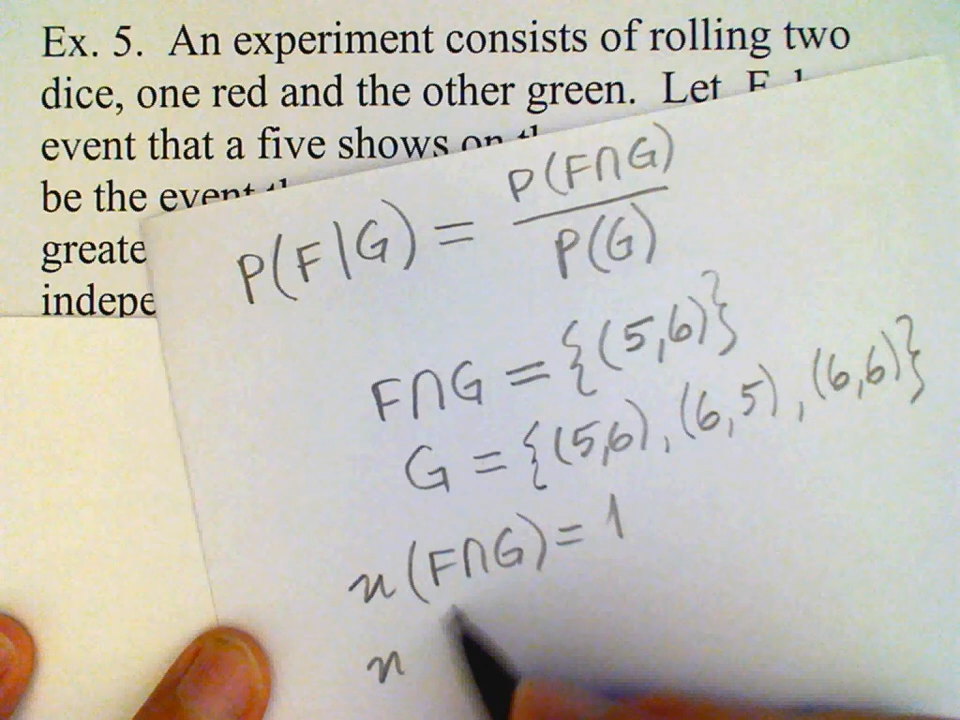 Ex. 5. An experiment consists of rolling two
dice, one red and the other green. Let F
event that a five shows on
be the event
greate
indepe
P(F|G) = P(F∩G)
P(G)
F∩G = {(5,6)}
G = {(5,6), (6,5), (6,6)}
n(F∩G) = 1
n